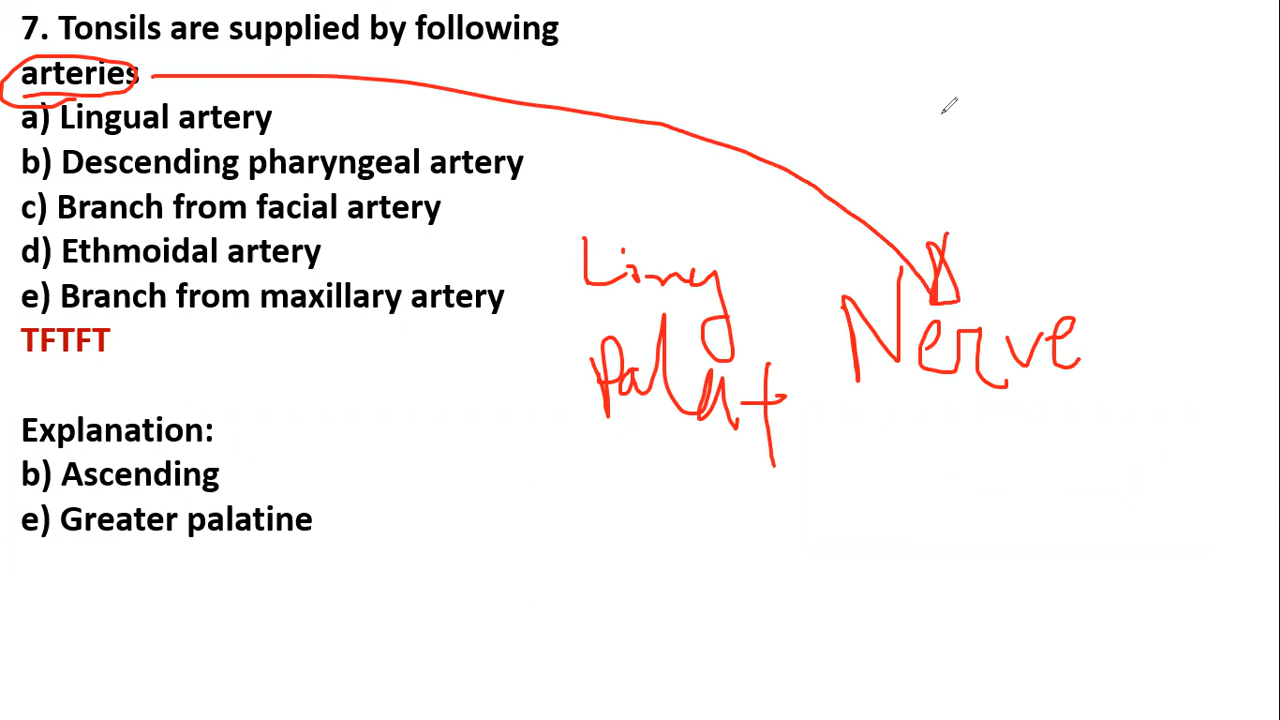 7. Tonsils are supplied by following
arteries
a) Lingual artery
b) Descending pharyngeal artery
c) Branch from facial artery
d) Ethmoidal artery
e) Branch from maxillary artery
TFTFT
Explanation:
b) Ascending
e) Greater palatine
Palat
Nerve